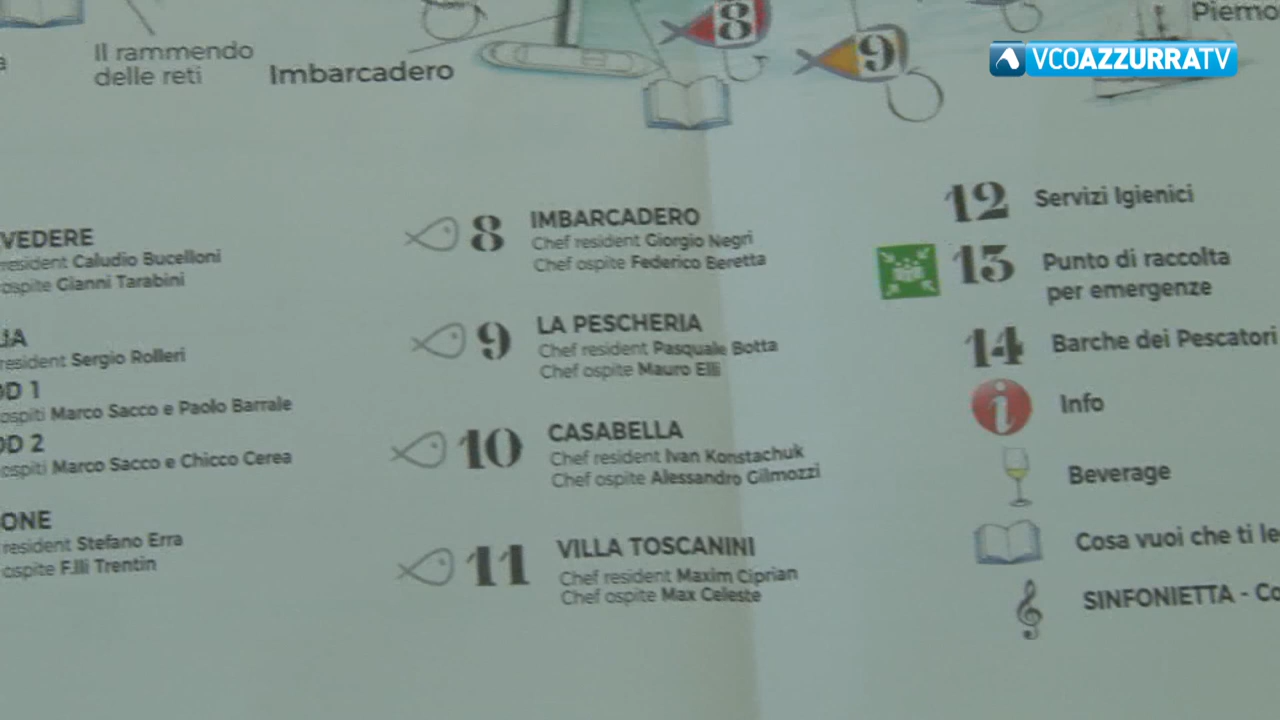 8
9
Piemo
VCOAZZURRATV
Il rammendo
delle reti
Imbarcadero
VEDERE
resident Caludio Bucelloni
ospite Gianni Tarabini
Sergio Rolleri
OD 1
ospiti Marco Sacco e Paolo Barrale
OD 2
ospiti Marco Sacco e Chicco Cerea
ONE
resident Stefano Erra
ospite F.lli Trentin
8 IMBARCADERO
Chef resident Giorgio Negri
Chef ospite Federico Beretta
9 LA PESCHERIA
Chef resident Pasquale Botta
Chef ospite Mauro Elli
10 CASABELLA
Chef resident Ivan Konstachuk
Chef ospite Alessandro Gilmozzi
11 VILLA TOSCANINI
Chef resident Maxim Ciprian
Chef ospite Max Celeste
12 Servizi Igienici
13 Punto di raccolta
per emergenze
14 Barche dei Pescatori
i Info
Beverage
Cosa vuoi che ti le
SINFONIETTA - Co